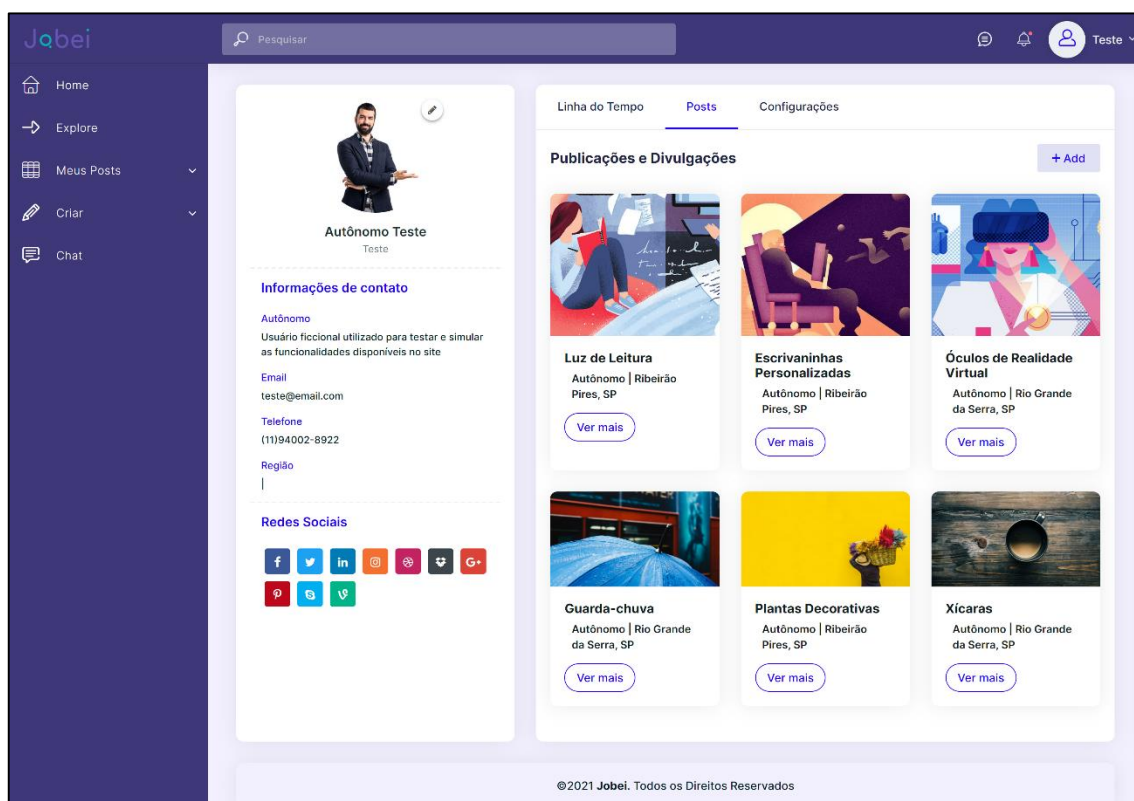 Jobei
Pesquisar
Teste
Home
Explore
Meus Posts
Criar
Chat
Autônomo Teste
Teste
Informações de contato
Autônomo
Usuário ficcional utilizado para testar e simular
as funcionalidades disponíveis no site
Email
teste@email.com
Telefone
(11)94002-8922
Região
|
Redes Sociais
f
in
G+
Linha do Tempo
Posts
Configurações
Publicações e Divulgações
+ Add
Luz de Leitura
Autônomo | Ribeirão
Pires, SP
Ver mais
Escrivaninhas
Personalizadas
Autônomo | Ribeirão
Pires, SP
Ver mais
Óculos de Realidade
Virtual
Autônomo | Rio Grande
da Serra, SP
Ver mais
Guarda-chuva
Autônomo | Rio Grande
da Serra, SP
Ver mais
Plantas Decorativas
Autônomo | Ribeirão
Pires, SP
Ver mais
Xícaras
Autônomo | Rio Grande
da Serra, SP
Ver mais
©2021 Jobei. Todos os Direitos Reservados